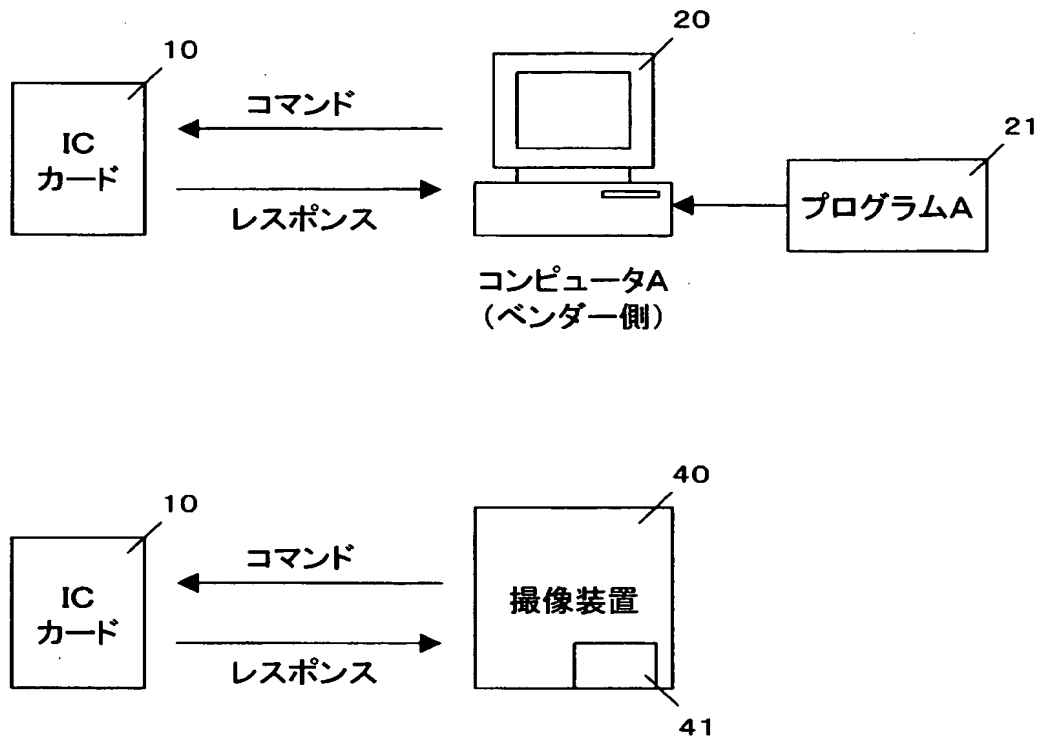 20
10
コマンド
IC
カード
レスポンス
21
プログラムA
コンピュータA
(ベンダー側)
40
10
コマンド
IC
カード
レスポンス
撮像装置
41